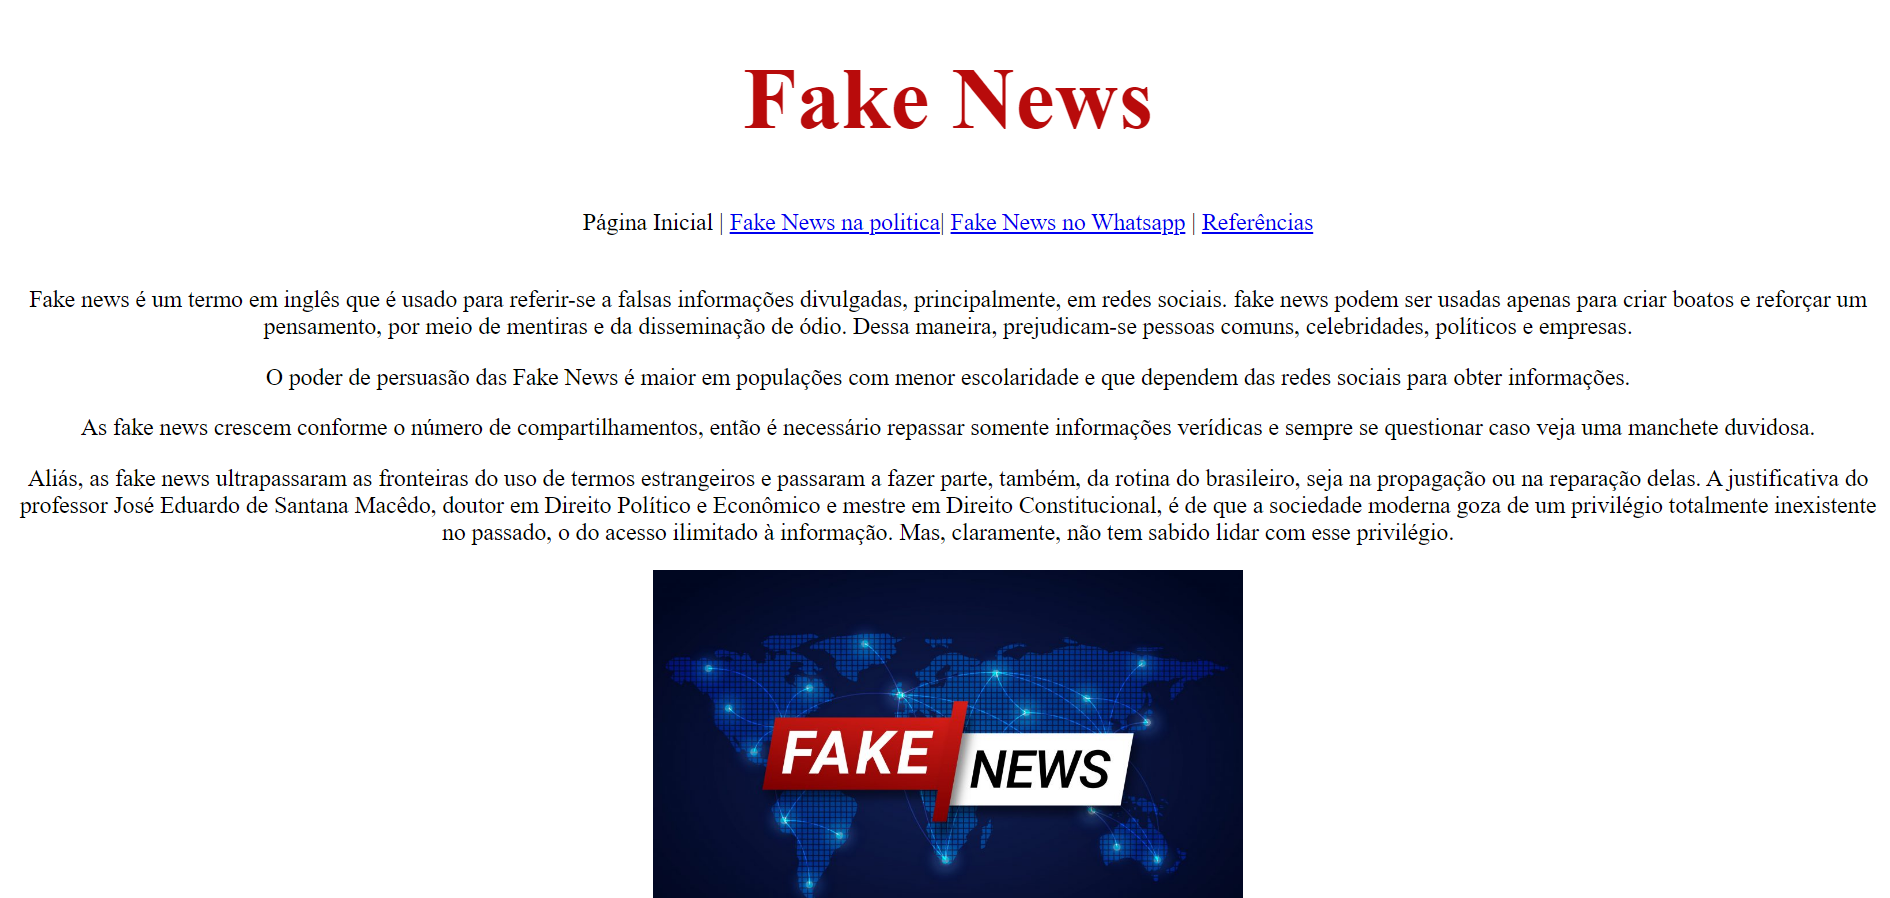 Fake News
Página Inicial | Fake News na politica| Fake News no Whatsapp | Referências
Fake news é um termo em inglês que é usado para referir-se a falsas informações divulgadas, principalmente, em redes sociais. fake news podem ser usadas apenas para criar boatos e reforçar um
pensamento, por meio de mentiras e da disseminação de ódio. Dessa maneira, prejudicam-se pessoas comuns, celebridades, políticos e empresas.
O poder de persuasão das Fake News é maior em populações com menor escolaridade e que dependem das redes sociais para obter informações.
As fake news crescem conforme o número de compartilhamentos, então é necessário repassar somente informações verídicas e sempre se questionar caso veja uma manchete duvidosa.
Aliás, as fake news ultrapassaram as fronteiras do uso de termos estrangeiros e passaram a fazer parte, também, da rotina do brasileiro, seja na propagação ou na reparação delas. A justificativa do
professor José Eduardo de Santana Macêdo, doutor em Direito Político e Econômico e mestre em Direito Constitucional, é de que a sociedade moderna goza de um privilégio totalmente inexistente
no passado, o do acesso ilimitado à informação. Mas, claramente, não tem sabido lidar com esse privilégio.
FAKE
NEWS